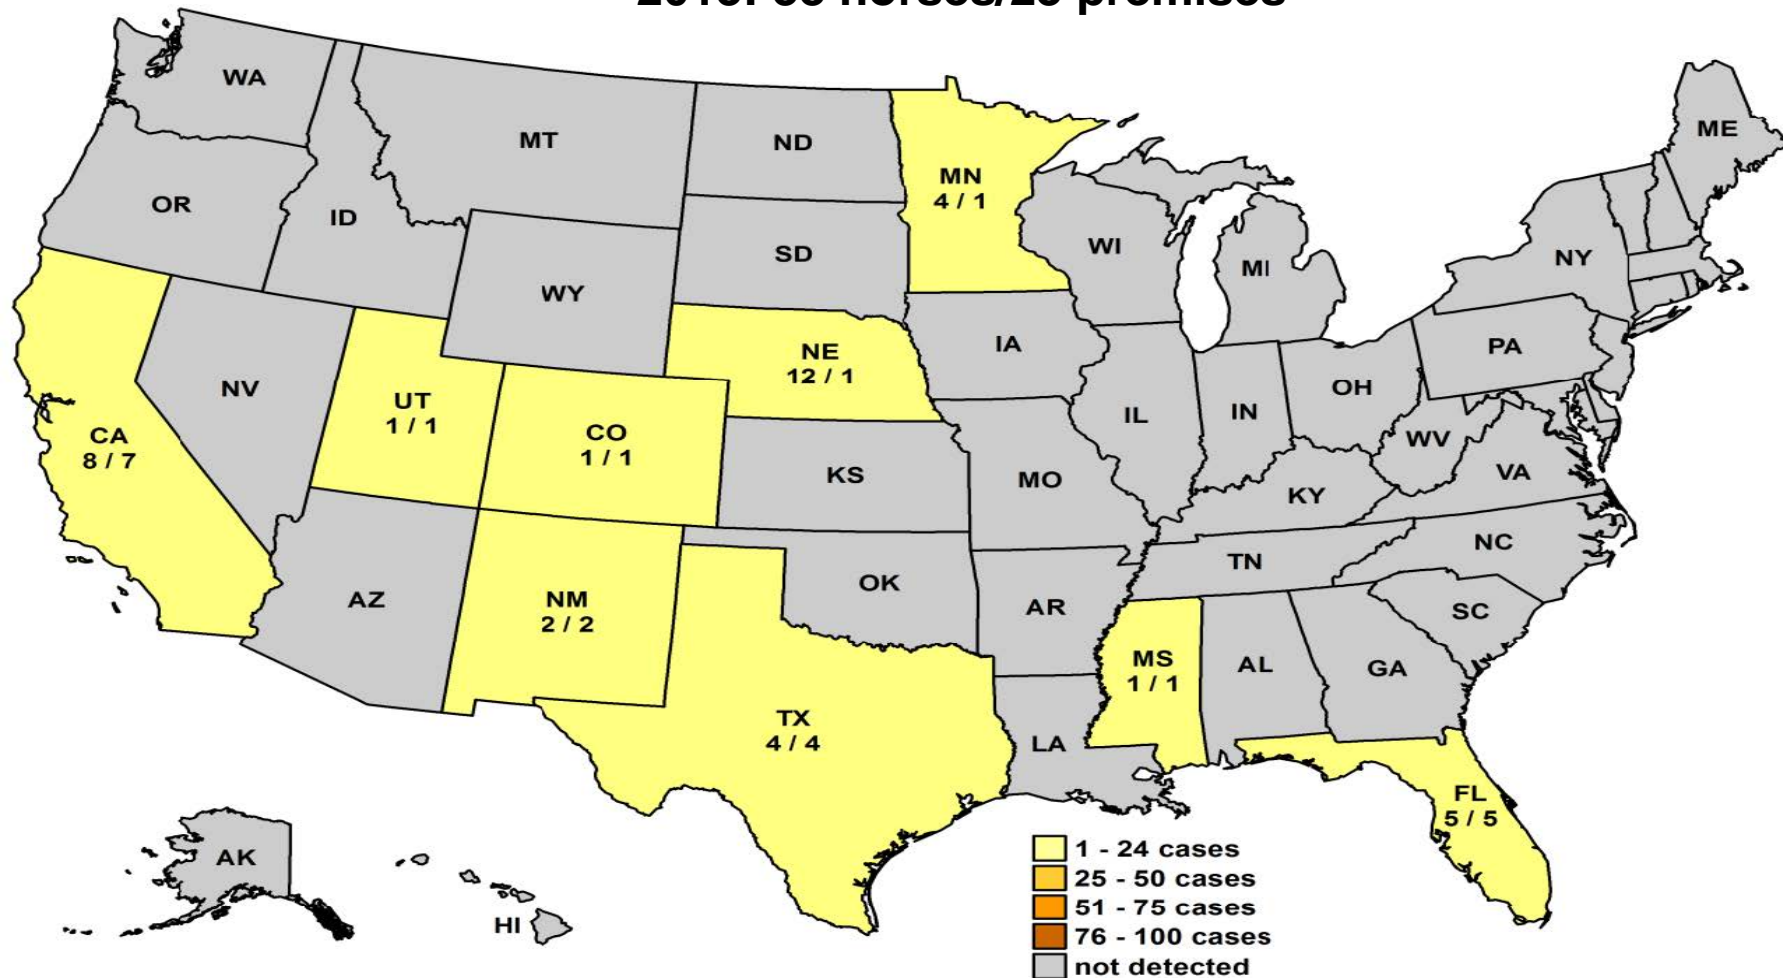 premises
WA
MT
ND
MN
4 / 1
ME
OR
ID
SD
WI
MI
NY
WY
NE
12 / 1
IA
PA
NV
UT
1 / 1
CO
1 / 1
IL
IN
OH
WV
CA
8 / 7
KS
MO
KY
VA
AZ
NM
2 / 2
OK
AR
TN
NC
SC
TX
4 / 4
LA
MS
1 / 1
AL
GA
FL
5 / 5
AK
HI
1 - 24 cases
25 - 50 cases
51 - 75 cases
76 - 100 cases
not detected